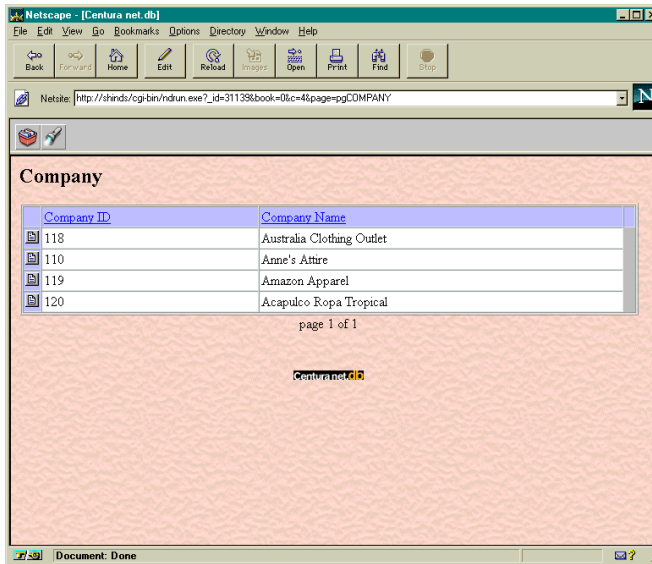 Netscape - [Centura net.db]
File Edit View Go Bookmarks Options Directory Window Help
Back Forward Home Edit Reload Images Open Print Find Stop
Netsite: http://shinds/cgi-bin/ndrun.exe?_id=31139&book=0&c=4&page=pgCOMPANY
N
Company
Company ID Company Name
118 Australia Clothing Outlet
110 Anne's Attire
119 Amazon Apparel
120 Acapulco Ropa Tropical
page 1 of 1
Centura net.db
Document: Done
?